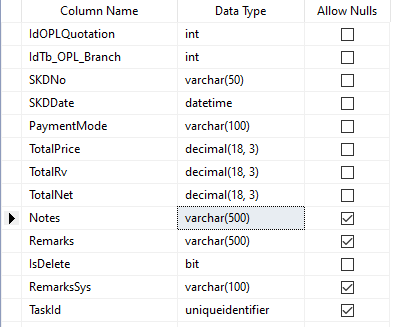 Column Name Data Type Allow Nulls
IdOPLQuotation int
IdTb_OPL_Branch int
SKDNo varchar(50)
SKDDate datetime
PaymentMode varchar(100)
TotalPrice decimal(18, 3)
TotalRv decimal(18, 3)
TotalNet decimal(18, 3)
Notes varchar(500)
Remarks varchar(500)
IsDelete bit
RemarksSys varchar(100)
TaskId uniqueidentifier